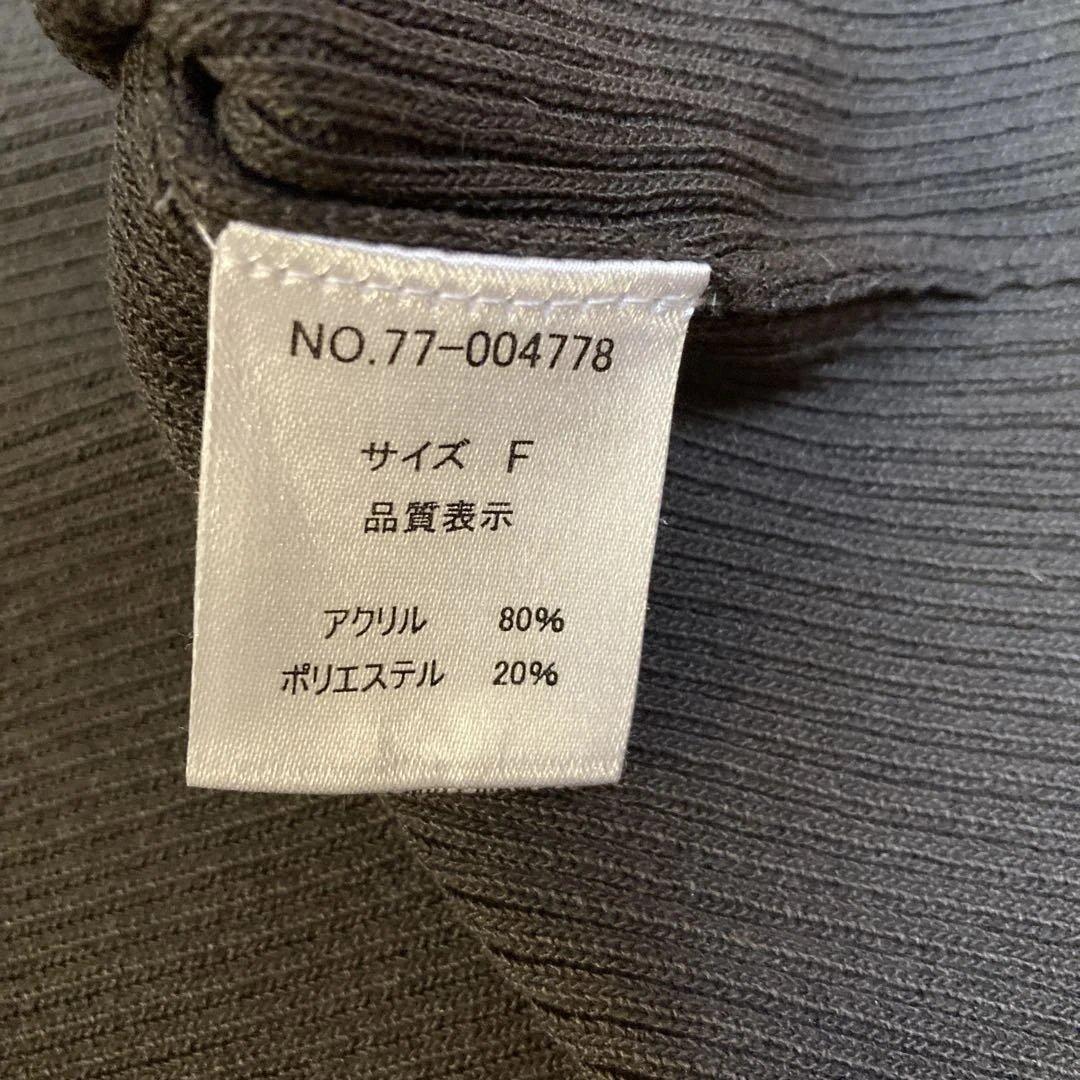 NO.77-004778
サイズ F
品質表示
アクリル 80%
ポリエステル 20%